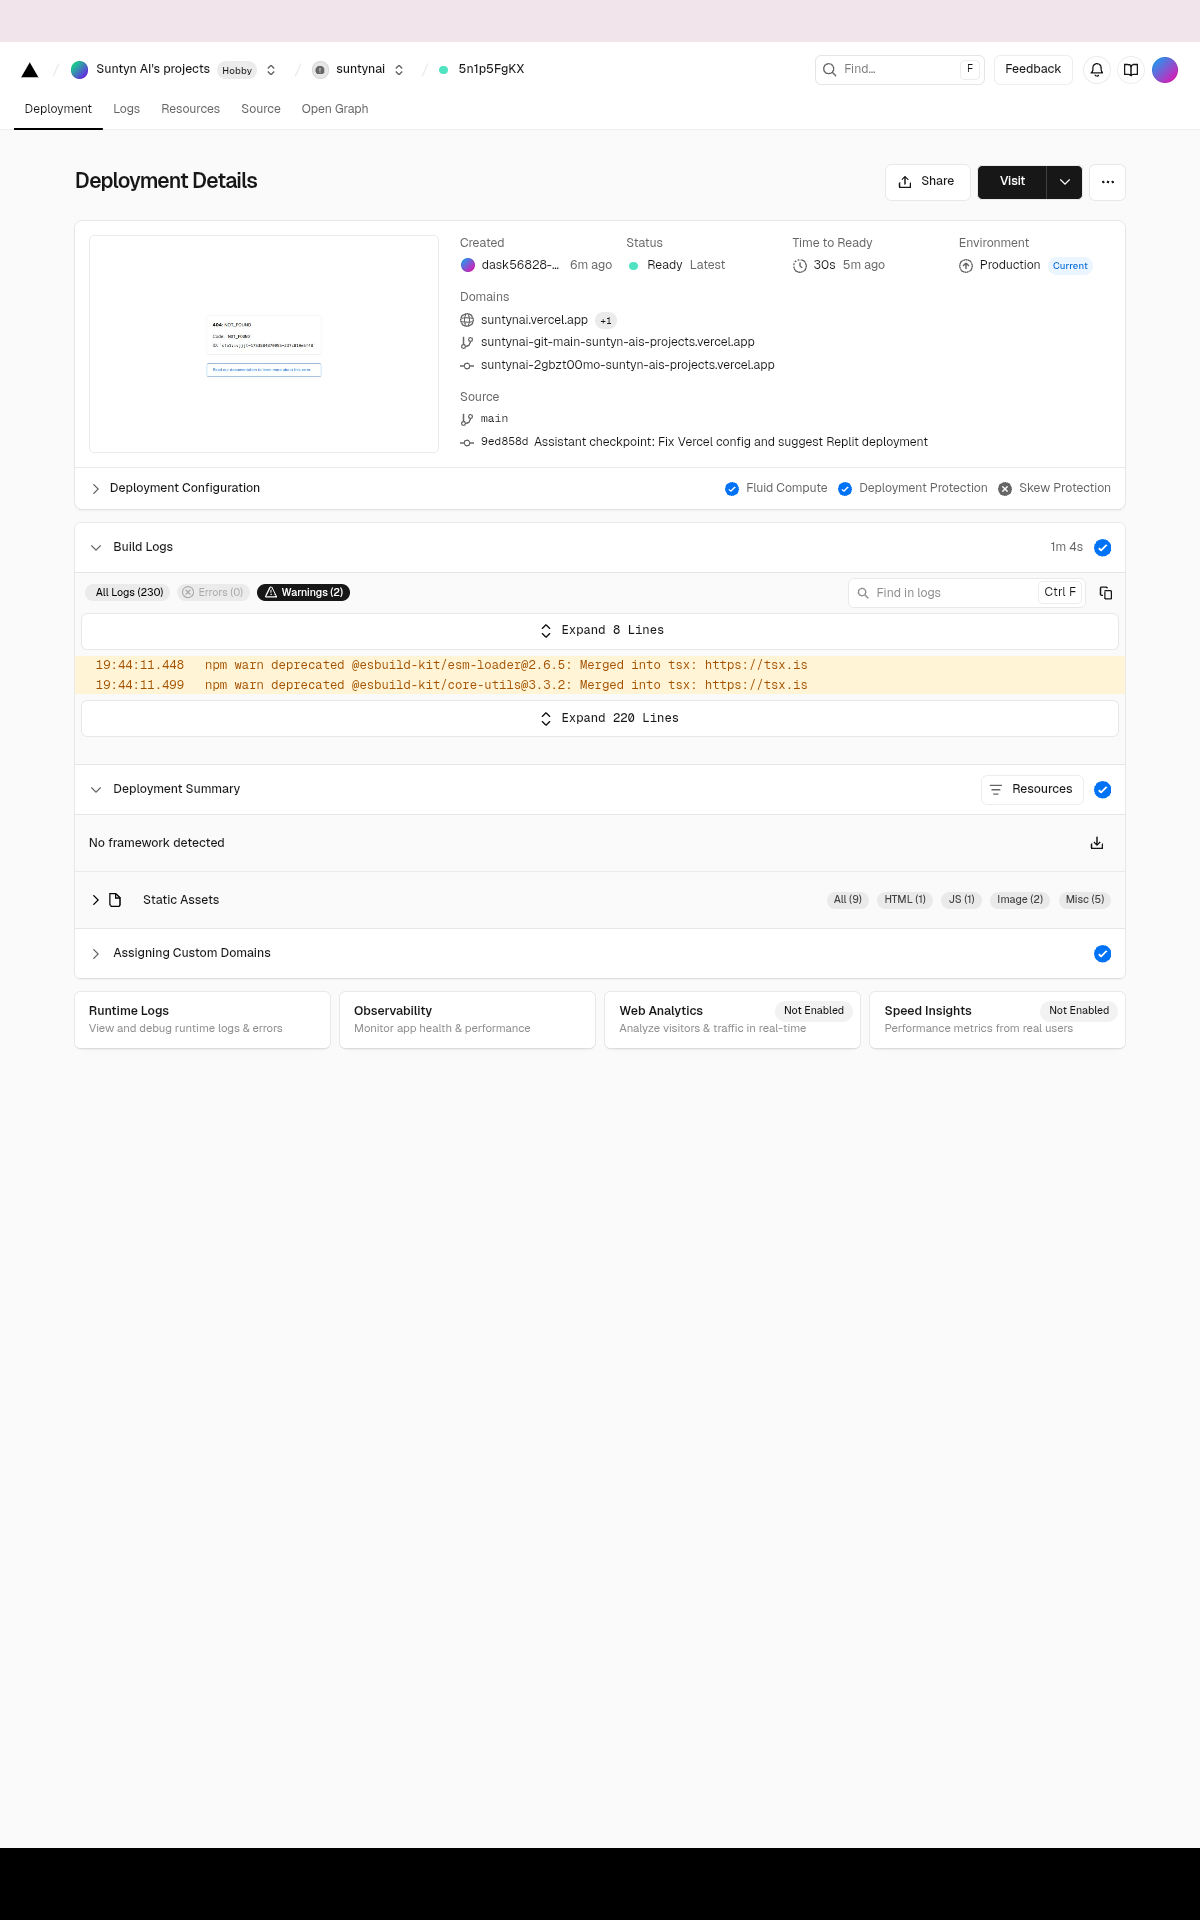 Suntyn AI's projects Hobby suntynai 5n1p5FgKX Find... F Feedback
Deployment Logs Resources Source Open Graph
Deployment Details
Share Visit
Created Status Time to Ready Environment
dask56828-... 6m ago Ready Latest 30s 5m ago Production Current
Domains
suntynai.vercel.app +1
suntynai-git-main-suntyn-ais-projects.vercel.app
suntynai-2gbzt00mo-suntyn-ais-projects.vercel.app
Source
main
9ed858d Assistant checkpoint: Fix Vercel config and suggest Replit deployment
404: NOT_FOUND
Code: NOT_FOUND
Read our documentation to learn more about this error.
Deployment Configuration Fluid Compute Deployment Protection Skew Protection
Build Logs 1m 4s
All Logs (230) Errors (0) Warnings (2) Find in logs Ctrl F
Expand 8 Lines
19:44:11.448 npm warn deprecated @esbuild-kit/esm-loader@2.6.5: Merged into tsx: https://tsx.is
19:44:11.499 npm warn deprecated @esbuild-kit/core-utils@3.3.2: Merged into tsx: https://tsx.is
Expand 220 Lines
Deployment Summary Resources
No framework detected
Static Assets All (9) HTML (1) JS (1) Image (2) Misc (5)
Assigning Custom Domains
Runtime Logs
View and debug runtime logs & errors
Observability
Monitor app health & performance
Web Analytics Not Enabled
Analyze visitors & traffic in real-time
Speed Insights Not Enabled
Performance metrics from real users